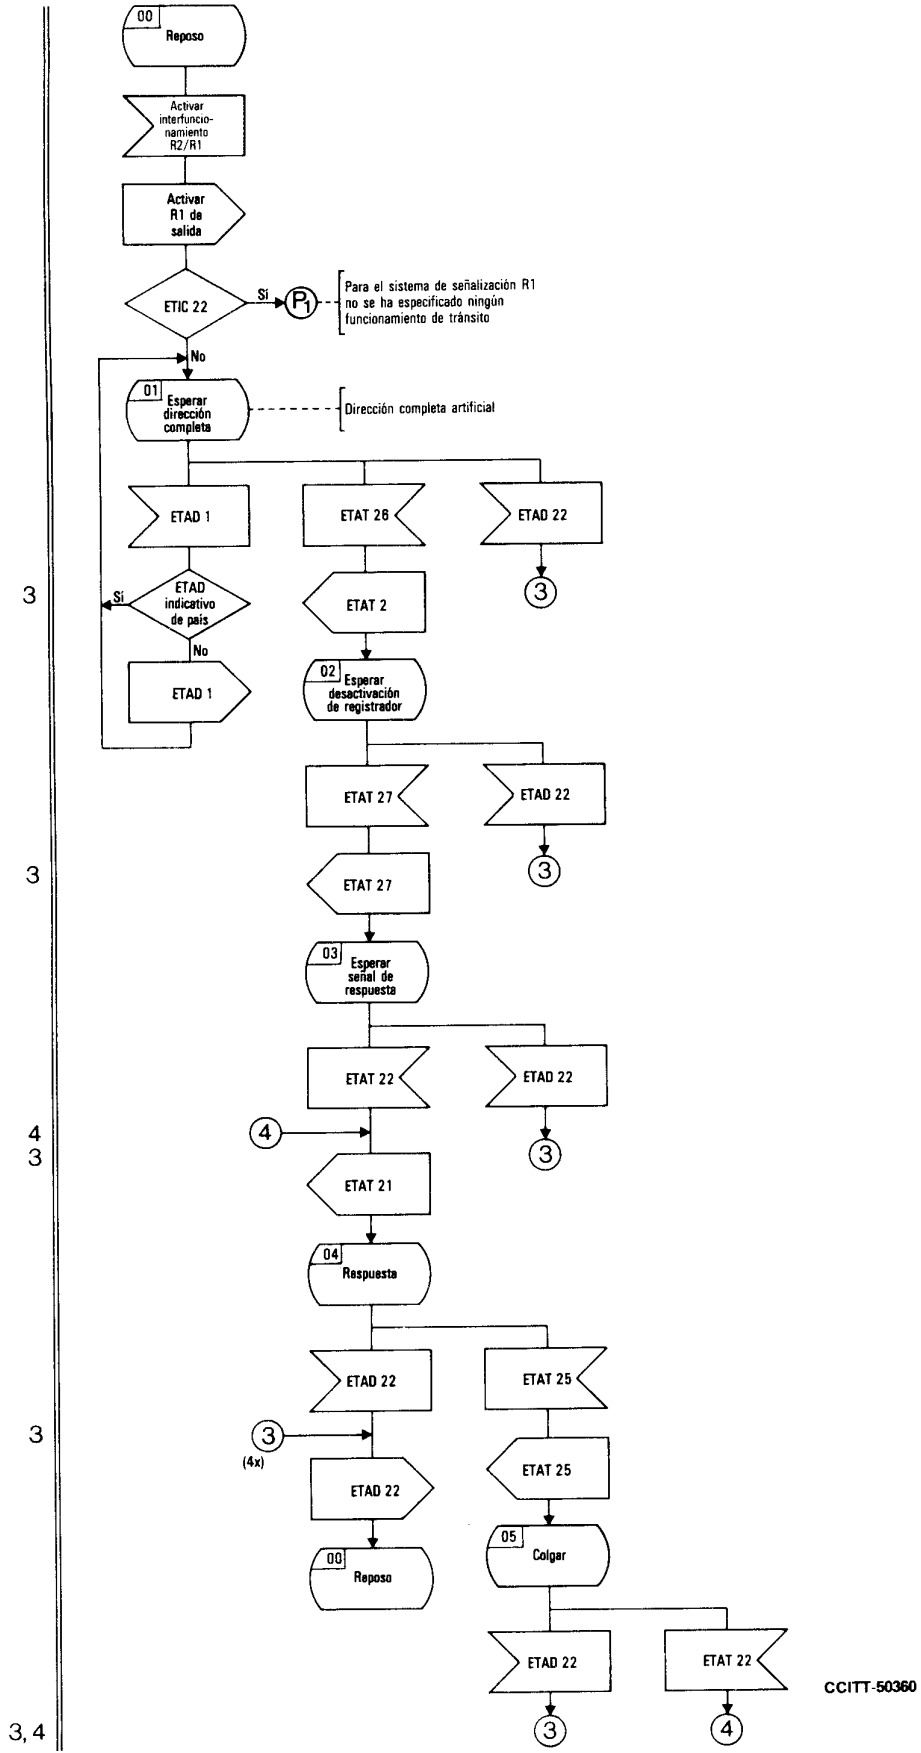 00
Reposo
Activar
interfuncio-
namiento
R2/R1
Activar
R1 de
salida
ETIC 22
Sí
P1
Para el sistema de señalización R1
no se ha especificado ningún
funcionamiento de tránsito
No
01
Esperar
dirección
completa
Dirección completa artificial
ETAD 1
ETAT 26
ETAD 22
3
Sí
ETAD
indicativo
de país
ETAT 2
3
No
ETAD 1
02
Esperar
desactivación
de registrador
ETAT 27
ETAD 22
3
ETAT 27
3
03
Esperar
señal de
respuesta
ETAT 22
ETAD 22
4
3
4
3
ETAT 21
04
Respuesta
ETAD 22
ETAT 25
3
3
(4x)
ETAD 22
ETAT 25
00
Reposo
05
Colgar
ETAD 22
ETAT 22
CCITT-50360
3, 4
3
4